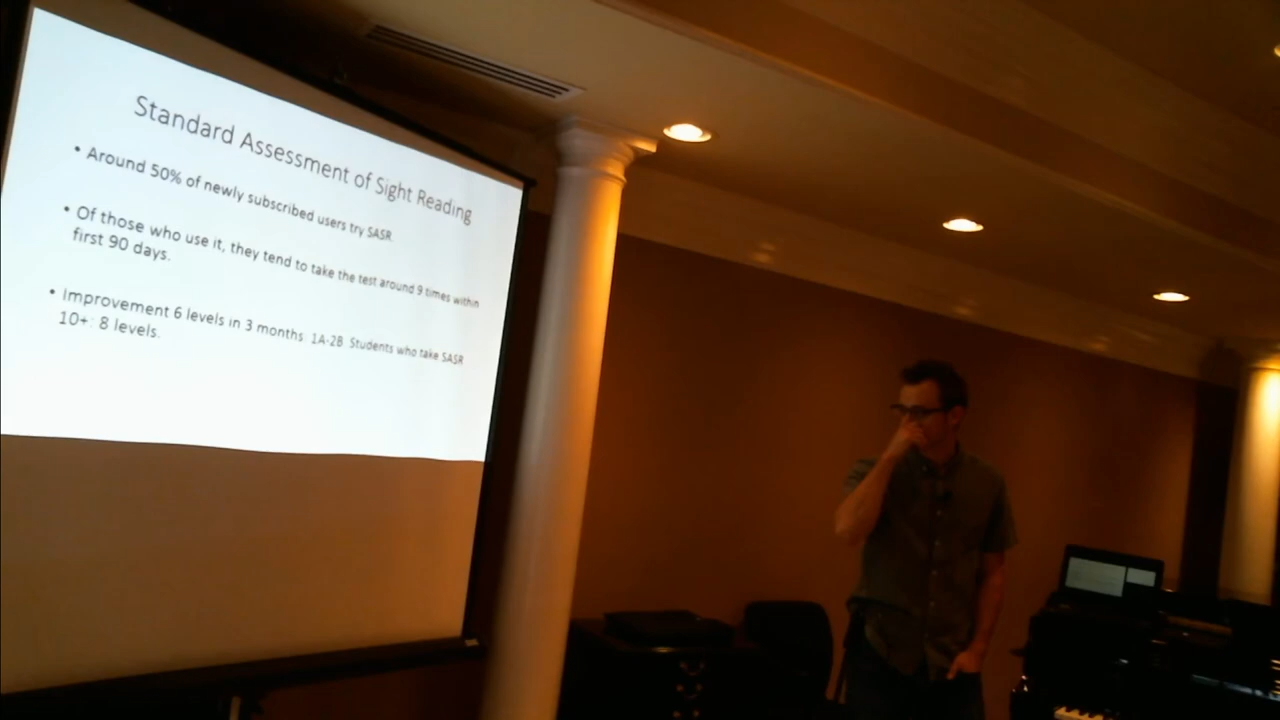 Standard Assessment of Sight Reading
• Around 50% of newly subscribed users try SASR.
• Of those who use it, they tend to take the test around 9 times within
first 90 days.
• Improvement 6 levels in 3 months: 1A-2B. Students who take SASR
10+: 8 levels.